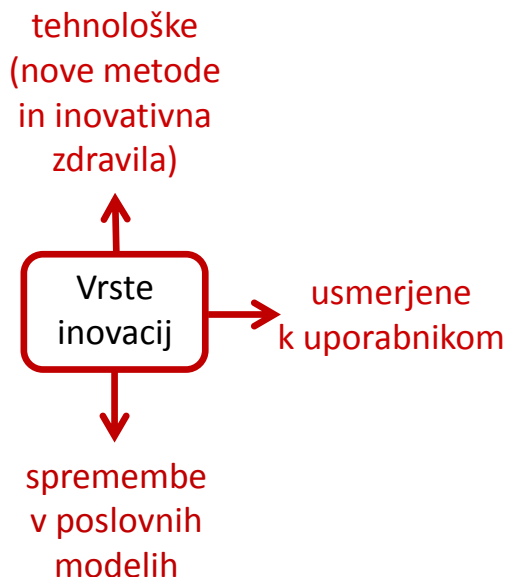 tehnološke
(nove metode
in inovativna
zdravila)
Vrste
inovacij
usmerjene
k uporabnikom
spremembe
v poslovnih
modelih